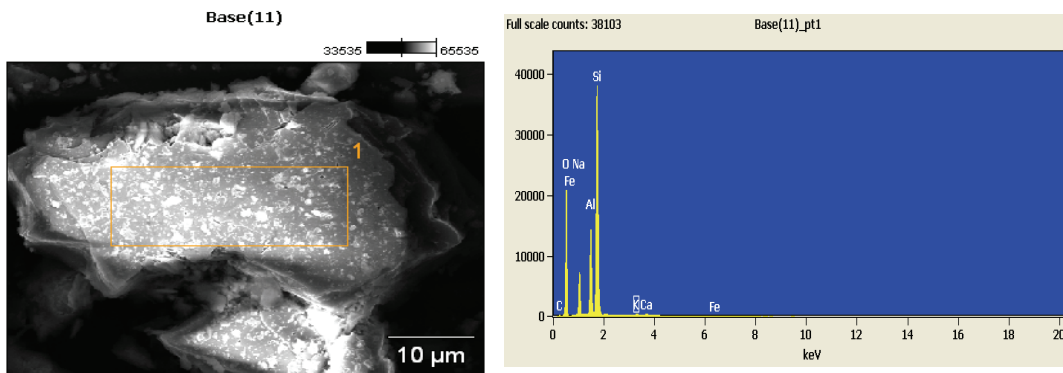 Base(11)
33535 65535
1
10 µm
Full scale counts: 38103 Base(11)_pt1
40000
30000
20000
10000
0
Si
O Na
Fe
Al
C
K Ca
Fe
0 2 4 6 8 10 12 14 16 18 20
keV